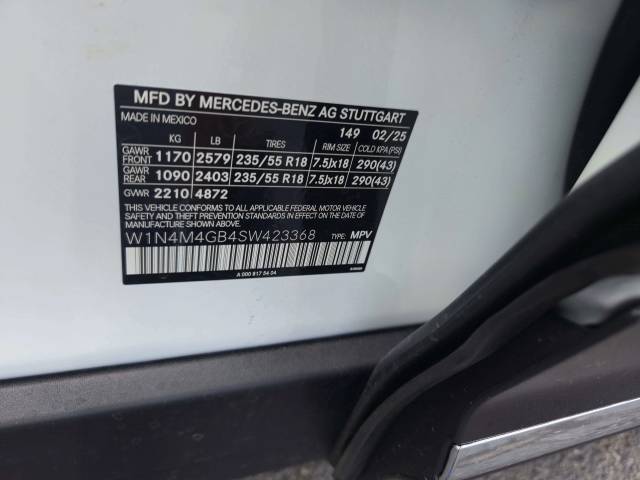 MFD BY MERCEDES-BENZ AG STUTTGART
MADE IN MEXICO 149 02/25
KG LB TIRES RIM SIZE COLD KPA (PSI)
GAWR FRONT 1170 2579 235/55 R18 7.5Jx18 290(43)
GAWR REAR 1090 2403 235/55 R18 7.5Jx18 290(43)
GVWR 2210 4872
THIS VEHICLE CONFORMS TO ALL APPLICABLE FEDERAL MOTOR VEHICLE
SAFETY AND THEFT PREVENTION STANDARDS IN EFFECT ON THE DATE OF
MANUFACTURE SHOWN ABOVE.
W1N4M4GB4SW423368 TYPE: MPV
A 000 817 54 04